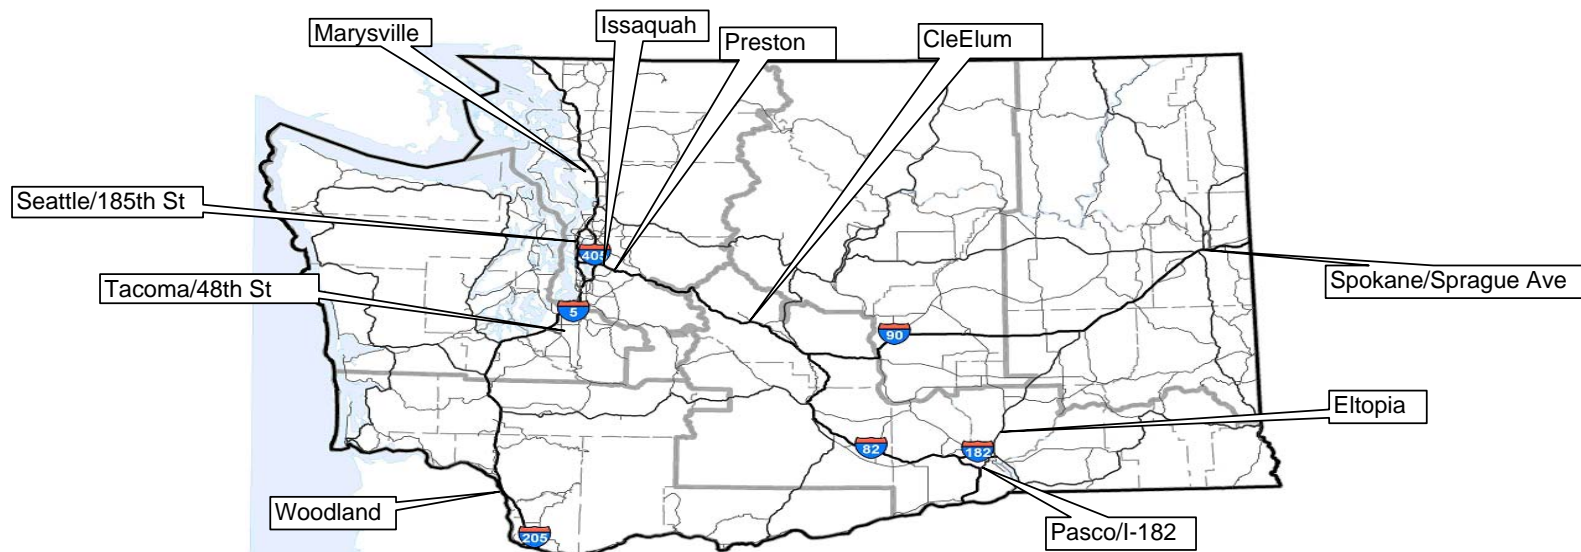 Issaquah
Marysville
Preston
CleElum
Seattle/185th St
405
Spokane/Sprague Ave
Tacoma/48th St
5
90
Eltopia
82
182
Woodland
Pasco/I-182
205